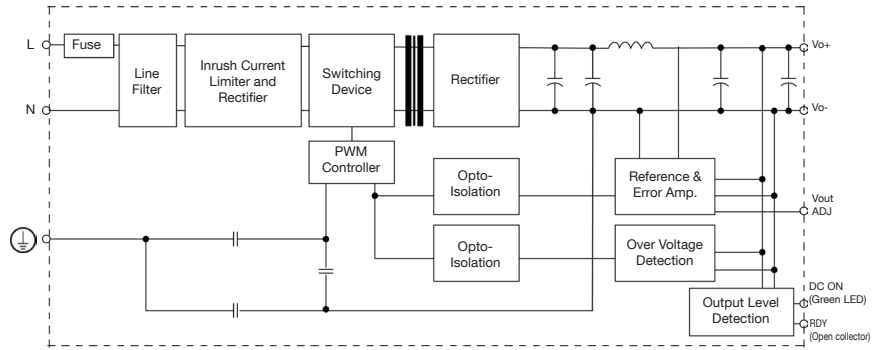 L
Fuse
Line
Filter
Inrush Current
Limiter and
Rectifier
Switching
Device
Rectifier
Vo+
N
Vo-
PWM
Controller
Opto-
Isolation
Reference &
Error Amp.
Vout
ADJ
Opto-
Isolation
Over Voltage
Detection
Output Level
Detection
DC ON
(Green LED)
RDY
(Open collector)